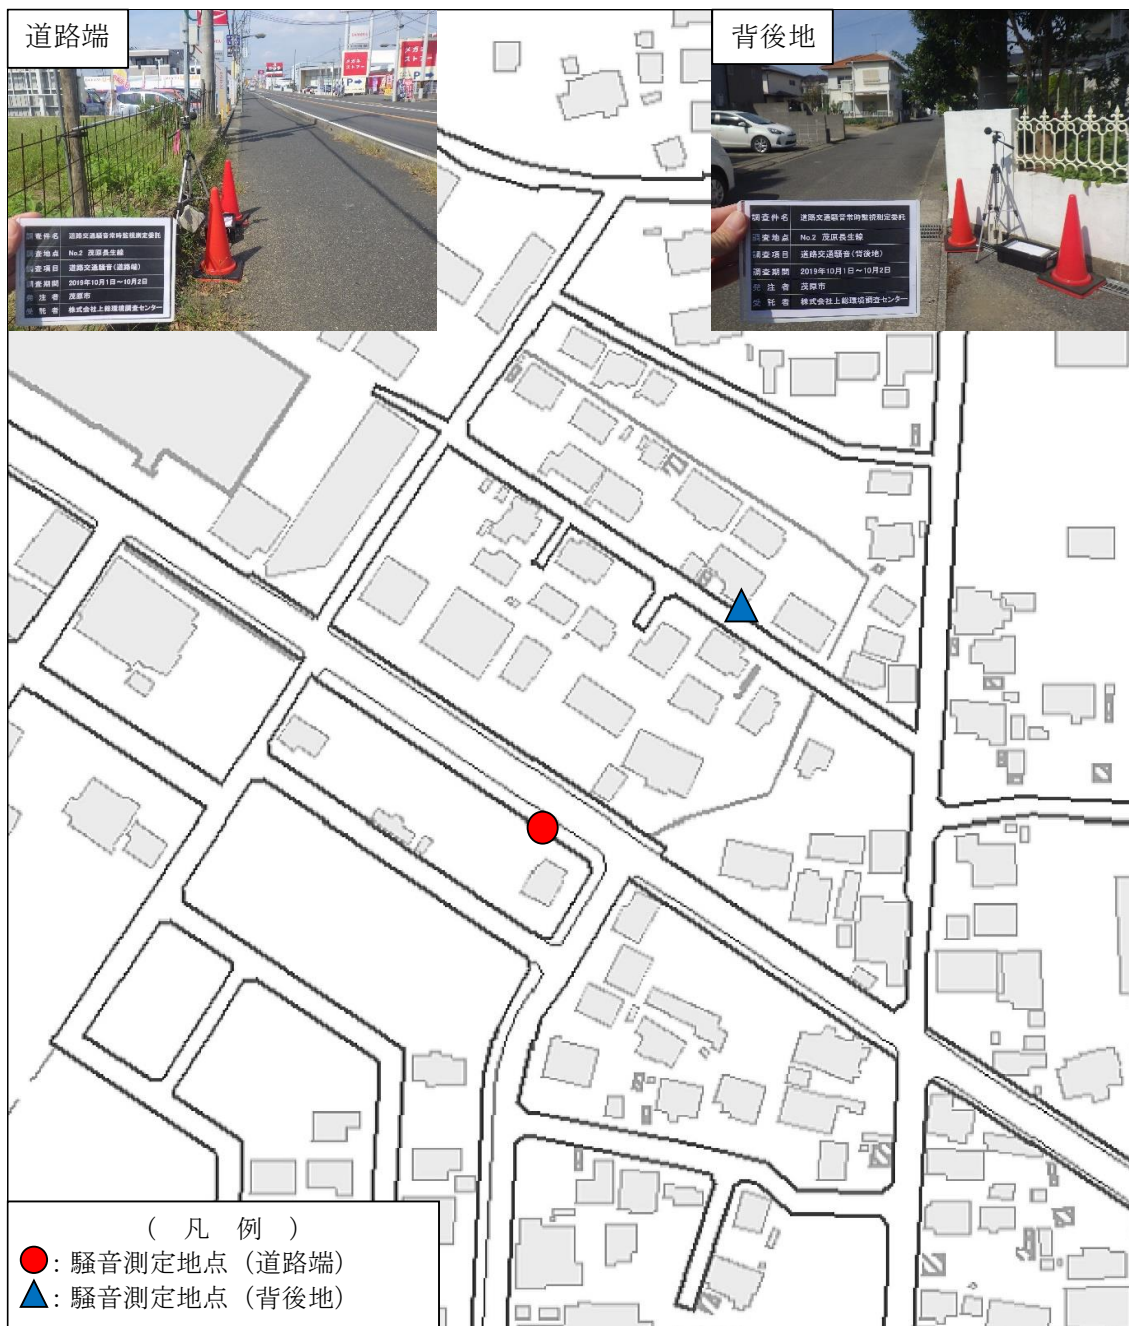 道路端
メガネ
ストアー
P
調査件名 道路交通騒音常時監視測定委託
調査地点 No.2 茂原長生線
調査項目 道路交通騒音(道路端)
調査期間 2019年10月1日～10月2日
発注者 茂原市
受託者 株式会社上総環境調査センター
背後地
調査件名 道路交通騒音常時監視測定委託
調査地点 No.2 茂原長生線
調査項目 道路交通騒音(背後地)
調査期間 2019年10月1日～10月2日
発注者 茂原市
受託者 株式会社上総環境調査センター
( 凡 例 )
: 騒音測定地点 (道路端)
: 騒音測定地点 (背後地)